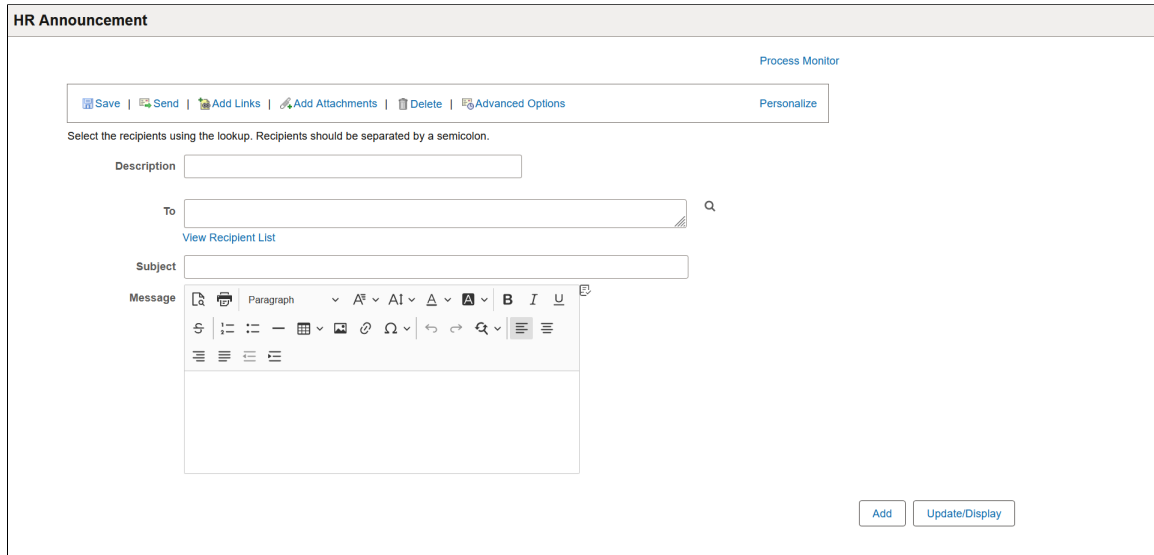 HR Announcement
Process Monitor
Save | Send | Add Links | Add Attachments | Delete | Advanced Options Personalize
Select the recipients using the lookup. Recipients should be separated by a semicolon.
Description
To
View Recipient List
Subject
Message
Paragraph
Add Update/Display